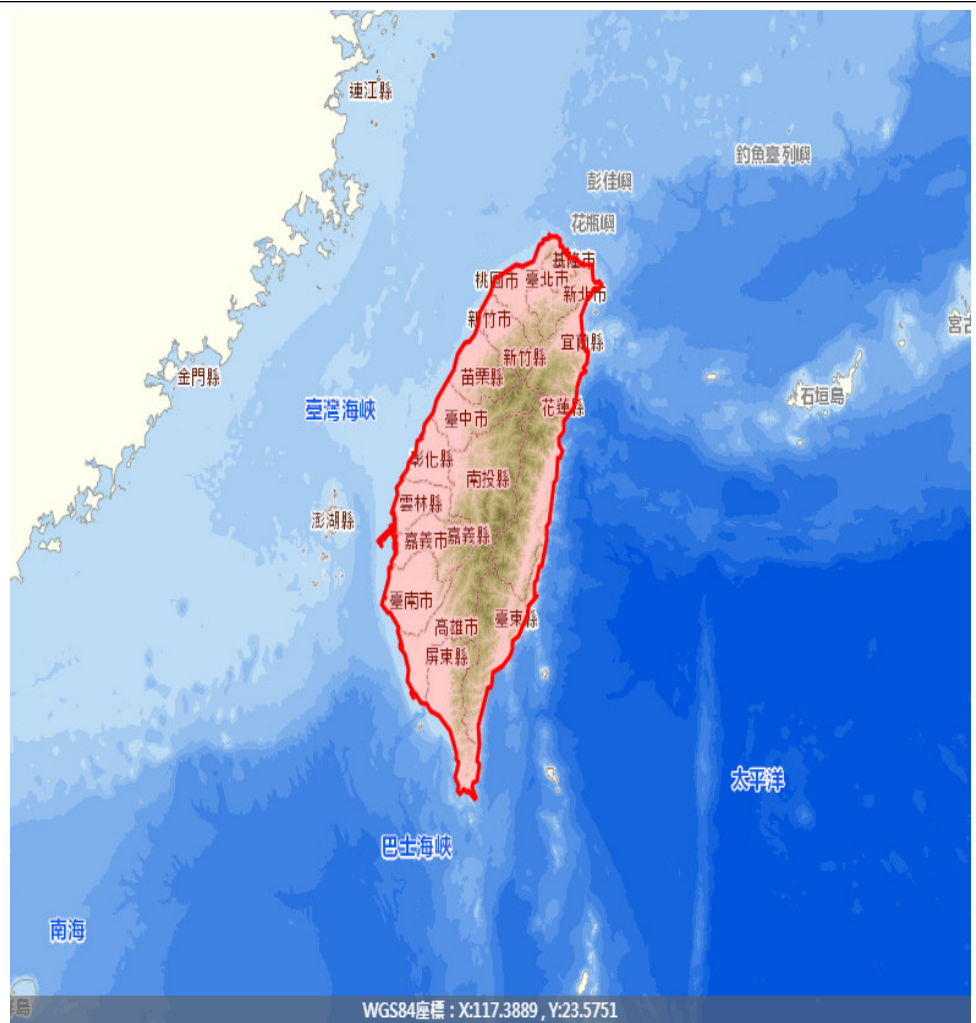 連江縣
釣魚臺列嶼
彭佳嶼
花瓶嶼
基隆市
桃園市
臺北市
新北市
新竹市
宮古
宜蘭縣
新竹縣
苗栗縣
金門縣
石垣島
臺灣海峽
花蓮縣
臺中市
彰化縣
南投縣
雲林縣
澎湖縣
嘉義市
嘉義縣
臺南市
臺東縣
高雄市
屏東縣
太平洋
巴士海峽
南海
島
WGS84座標 : X:117.3889 , Y:23.5751